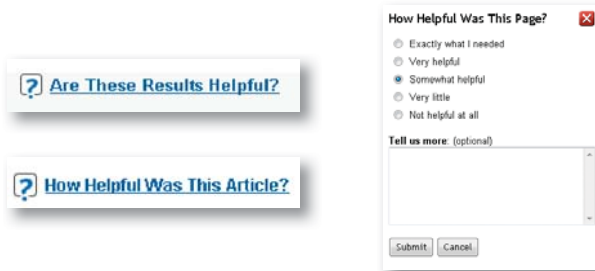 Are These Results Helpful?
How Helpful Was This Article?
How Helpful Was This Page?
Exactly what I needed
Very helpful
Somewhat helpful
Very little
Not helpful at all
Tell us more: (optional)
Submit Cancel